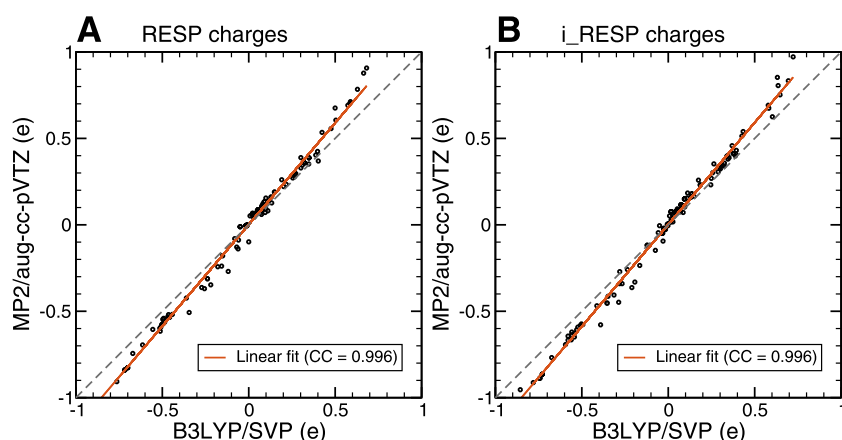 A RESP charges
1
0.5
0
-0.5
-1
MP2/aug-cc-pVTZ (e)
Linear fit (CC = 0.996)
-1 -0.5 0 0.5 1
B3LYP/SVP (e)
B i_RESP charges
1
0.5
0
-0.5
-1
MP2/aug-cc-pVTZ (e)
Linear fit (CC = 0.996)
-1 -0.5 0 0.5 1
B3LYP/SVP (e)